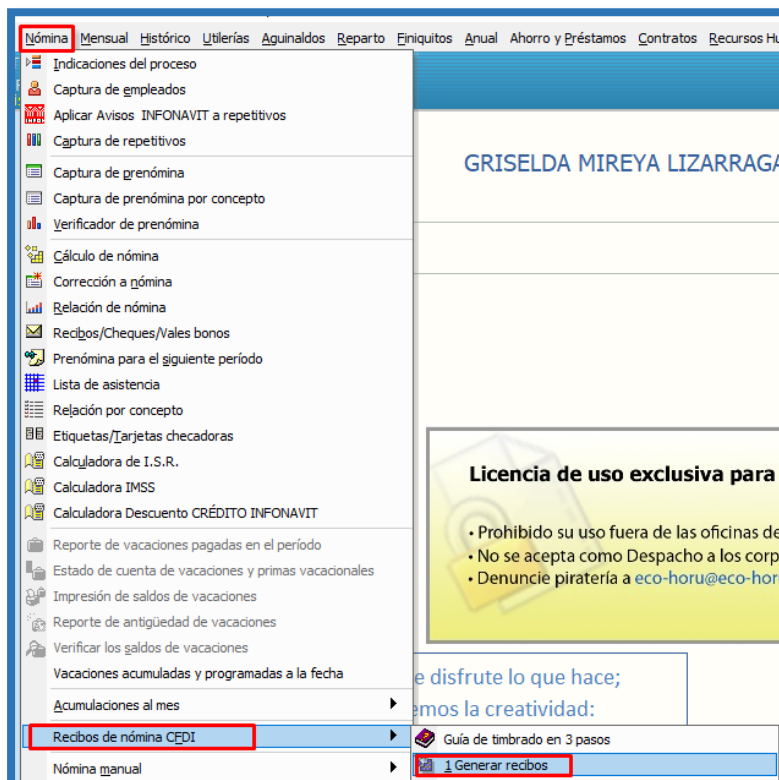 Nómina Mensual Histórico Utilerías Aguinaldos Reparto Finiquitos Anual Ahorro y Préstamos Contratos Recursos Hu
Indicaciones del proceso
Captura de empleados
Aplicar Avisos INFONAVIT a repetitivos
Captura de repetitivos
Captura de prenómina
Captura de prenómina por concepto
Verificador de prenómina
Cálculo de nómina
Corrección a nómina
Relación de nómina
Recibos/Cheques/Vales bonos
Prenómina para el siguiente período
Lista de asistencia
Relación por concepto
Etiquetas/Tarjetas checadoras
Calculadora de I.S.R.
Calculadora IMSS
Calculadora Descuento CRÉDITO INFONAVIT
Reporte de vacaciones pagadas en el período
Estado de cuenta de vacaciones y primas vacacionales
Impresión de saldos de vacaciones
Reporte de antigüedad de vacaciones
Verificar los saldos de vacaciones
Vacaciones acumuladas y programadas a la fecha
Acumulaciones al mes
Recibos de nómina CFDI
Nómina manual
Guía de timbrado en 3 pasos
1 Generar recibos
GRISELDA MIREYA LIZARRAGA
Licencia de uso exclusiva para
• Prohibido su uso fuera de las oficinas de
• No se acepta como Despacho a los corp
• Denuncie piratería a eco-horu@eco-hor
e disfrute lo que hace;
emos la creatividad: